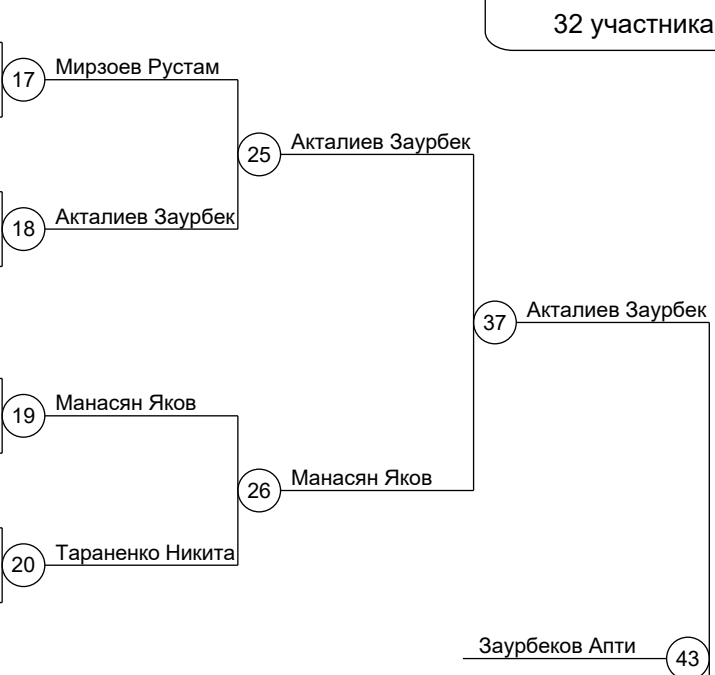 32 участника
17 Мирзоев Рустам
25 Акталиев Заурбек
18 Акталиев Заурбек
37 Акталиев Заурбек
19 Манасян Яков
26 Манасян Яков
20 Тараненко Никита
Заурбеков Апти 43